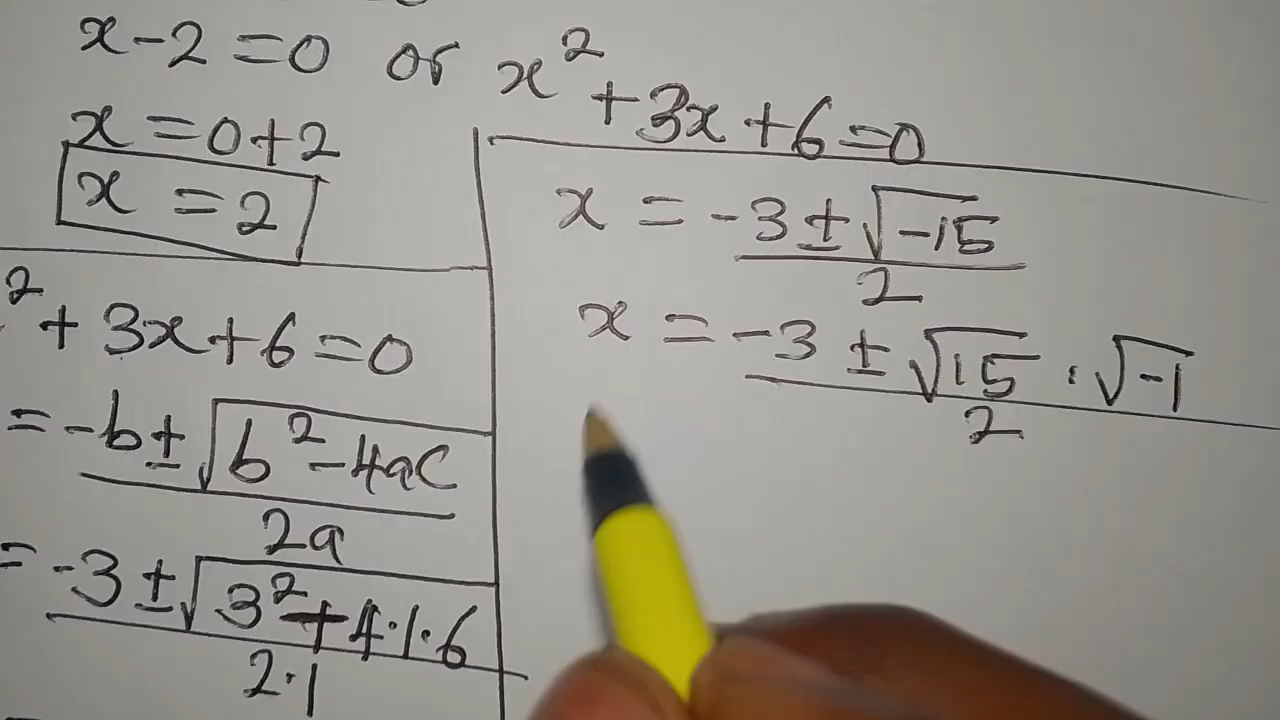 x-2=0 or x²+3x+6=0
x=0+2
x=2
²+3x+6=0
= -b±√b²-4ac
2a
= -3±√3²+4·1·6
2·1
x = -3±√-15
2
x = -3 ± √15 · √-1
2